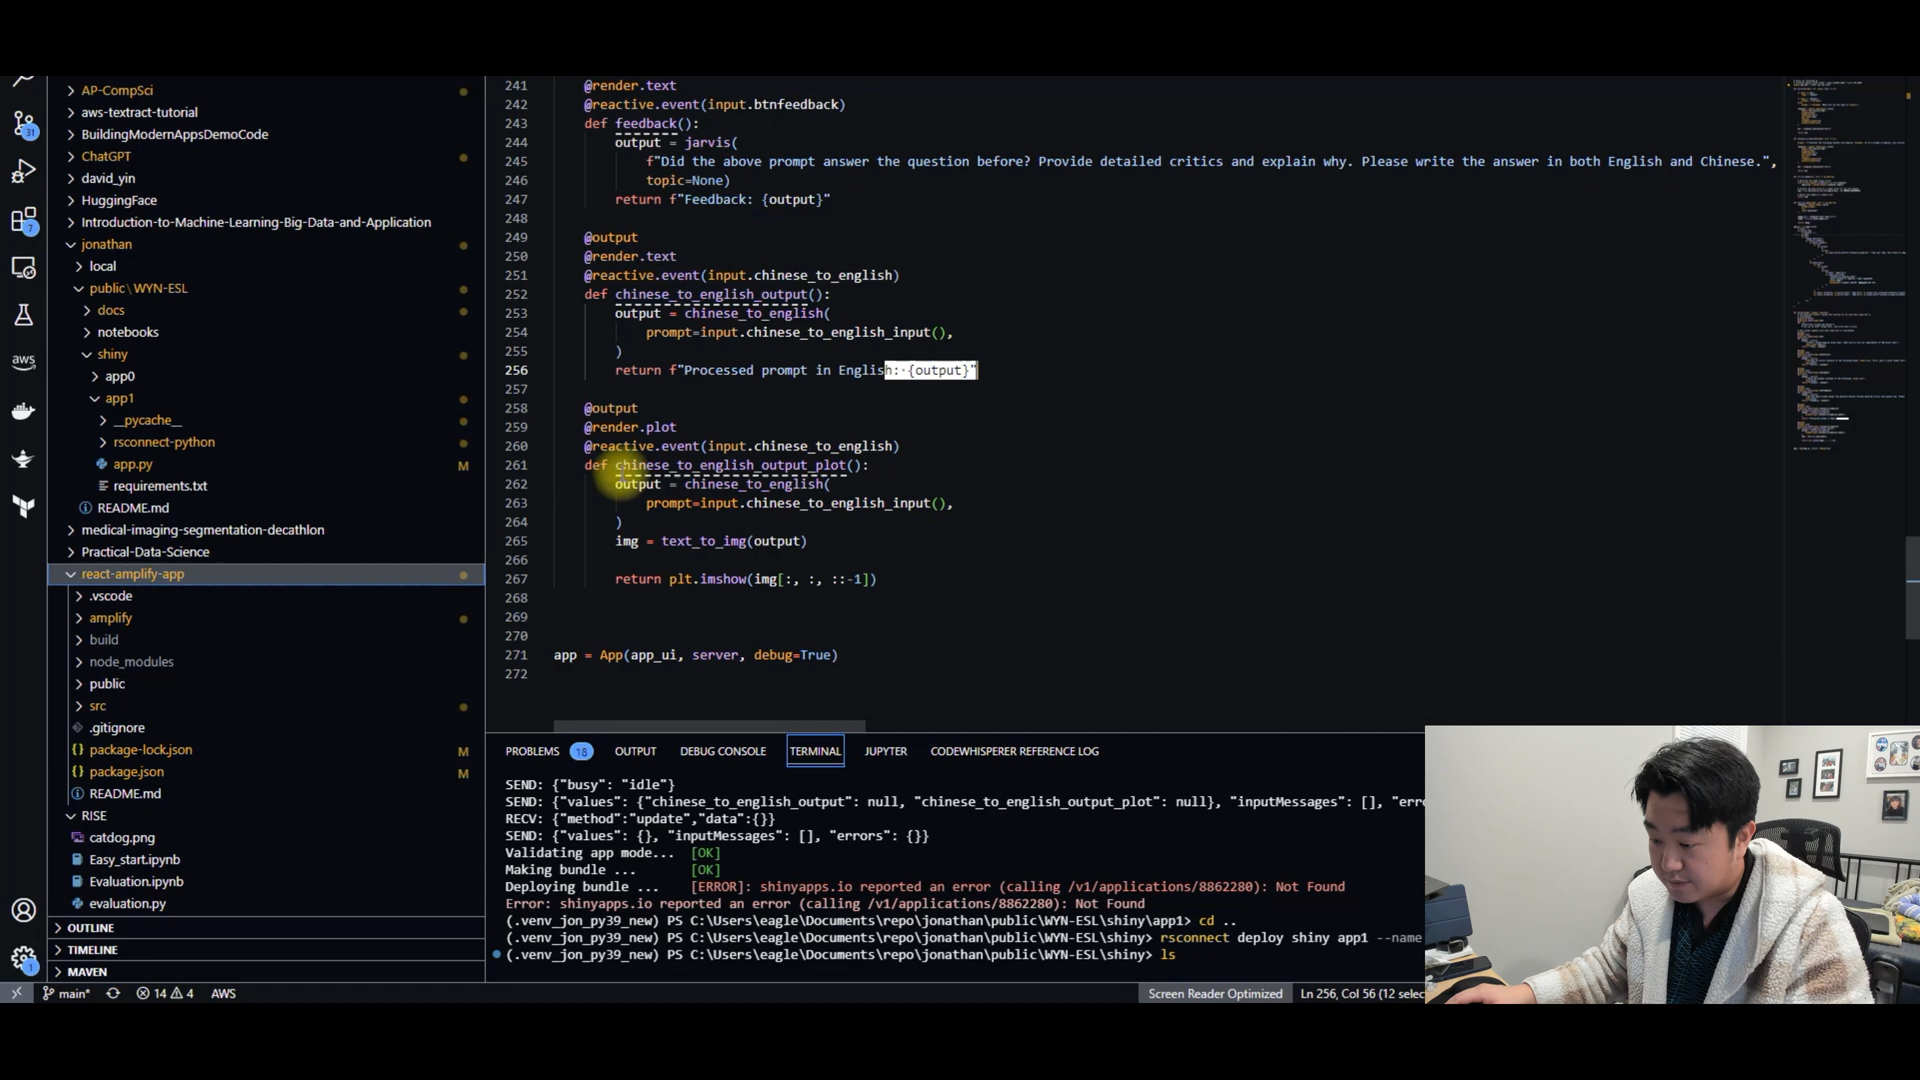 AP-CompSci
aws-textract-tutorial
BuildingModernAppsDemoCode
ChatGPT
david_yin
HuggingFace
Introduction-to-Machine-Learning-Big-Data-and-Application
jonathan
local
public\WYN-ESL
docs
notebooks
shiny
app0
app1
__pycache__
rsconnect-python
app.py M
requirements.txt
README.md
medical-imaging-segmentation-decathlon
Practical-Data-Science
react-amplify-app
.vscode
amplify
build
node_modules
public
src
.gitignore
package-lock.json M
package.json M
README.md
RISE
catdog.png
Easy_start.ipynb
Evaluation.ipynb
evaluation.py
OUTLINE
TIMELINE
MAVEN
31
7
aws
1
241 @render.text
242 @reactive.event(input.btnfeedback)
243 def feedback():
244 output = jarvis(
245 f"Did the above prompt answer the question before? Provide detailed critics and explain why. Please write the answer in both English and Chinese.",
246 topic=None)
247 return f"Feedback: {output}"
248
249 @output
250 @render.text
251 @reactive.event(input.chinese_to_english)
252 def chinese_to_english_output():
253 output = chinese_to_english(
254 prompt=input.chinese_to_english_input(),
255 )
256 return f"Processed prompt in English: {output}"
257
258 @output
259 @render.plot
260 @reactive.event(input.chinese_to_english)
261 def chinese_to_english_output_plot():
262 output = chinese_to_english(
263 prompt=input.chinese_to_english_input(),
264 )
265 img = text_to_img(output)
266
267 return plt.imshow(img[:, :, ::-1])
268
269
270
271 app = App(app_ui, server, debug=True)
272
PROBLEMS 18 OUTPUT DEBUG CONSOLE TERMINAL JUPYTER CODEWHISPERER REFERENCE LOG
SEND: {"busy": "idle"}
SEND: {"values": {"chinese_to_english_output": null, "chinese_to_english_output_plot": null}, "inputMessages": [], "erro
RECV: {"method":"update","data":{}}
SEND: {"values": {}, "inputMessages": [], "errors": {}}
Validating app mode... [OK]
Making bundle ... [OK]
Deploying bundle ... [ERROR]: shinyapps.io reported an error (calling /v1/applications/8862280): Not Found
Error: shinyapps.io reported an error (calling /v1/applications/8862280): Not Found
(.venv_jon_py39_new) PS C:\Users\eagle\Documents\repo\jonathan\public\WYN-ESL\shiny\app1> cd ..
(.venv_jon_py39_new) PS C:\Users\eagle\Documents\repo\jonathan\public\WYN-ESL\shiny> rsconnect deploy shiny app1 --name
(.venv_jon_py39_new) PS C:\Users\eagle\Documents\repo\jonathan\public\WYN-ESL\shiny> ls
main* 14 4 AWS Screen Reader Optimized Ln 256, Col 56 (12 selec